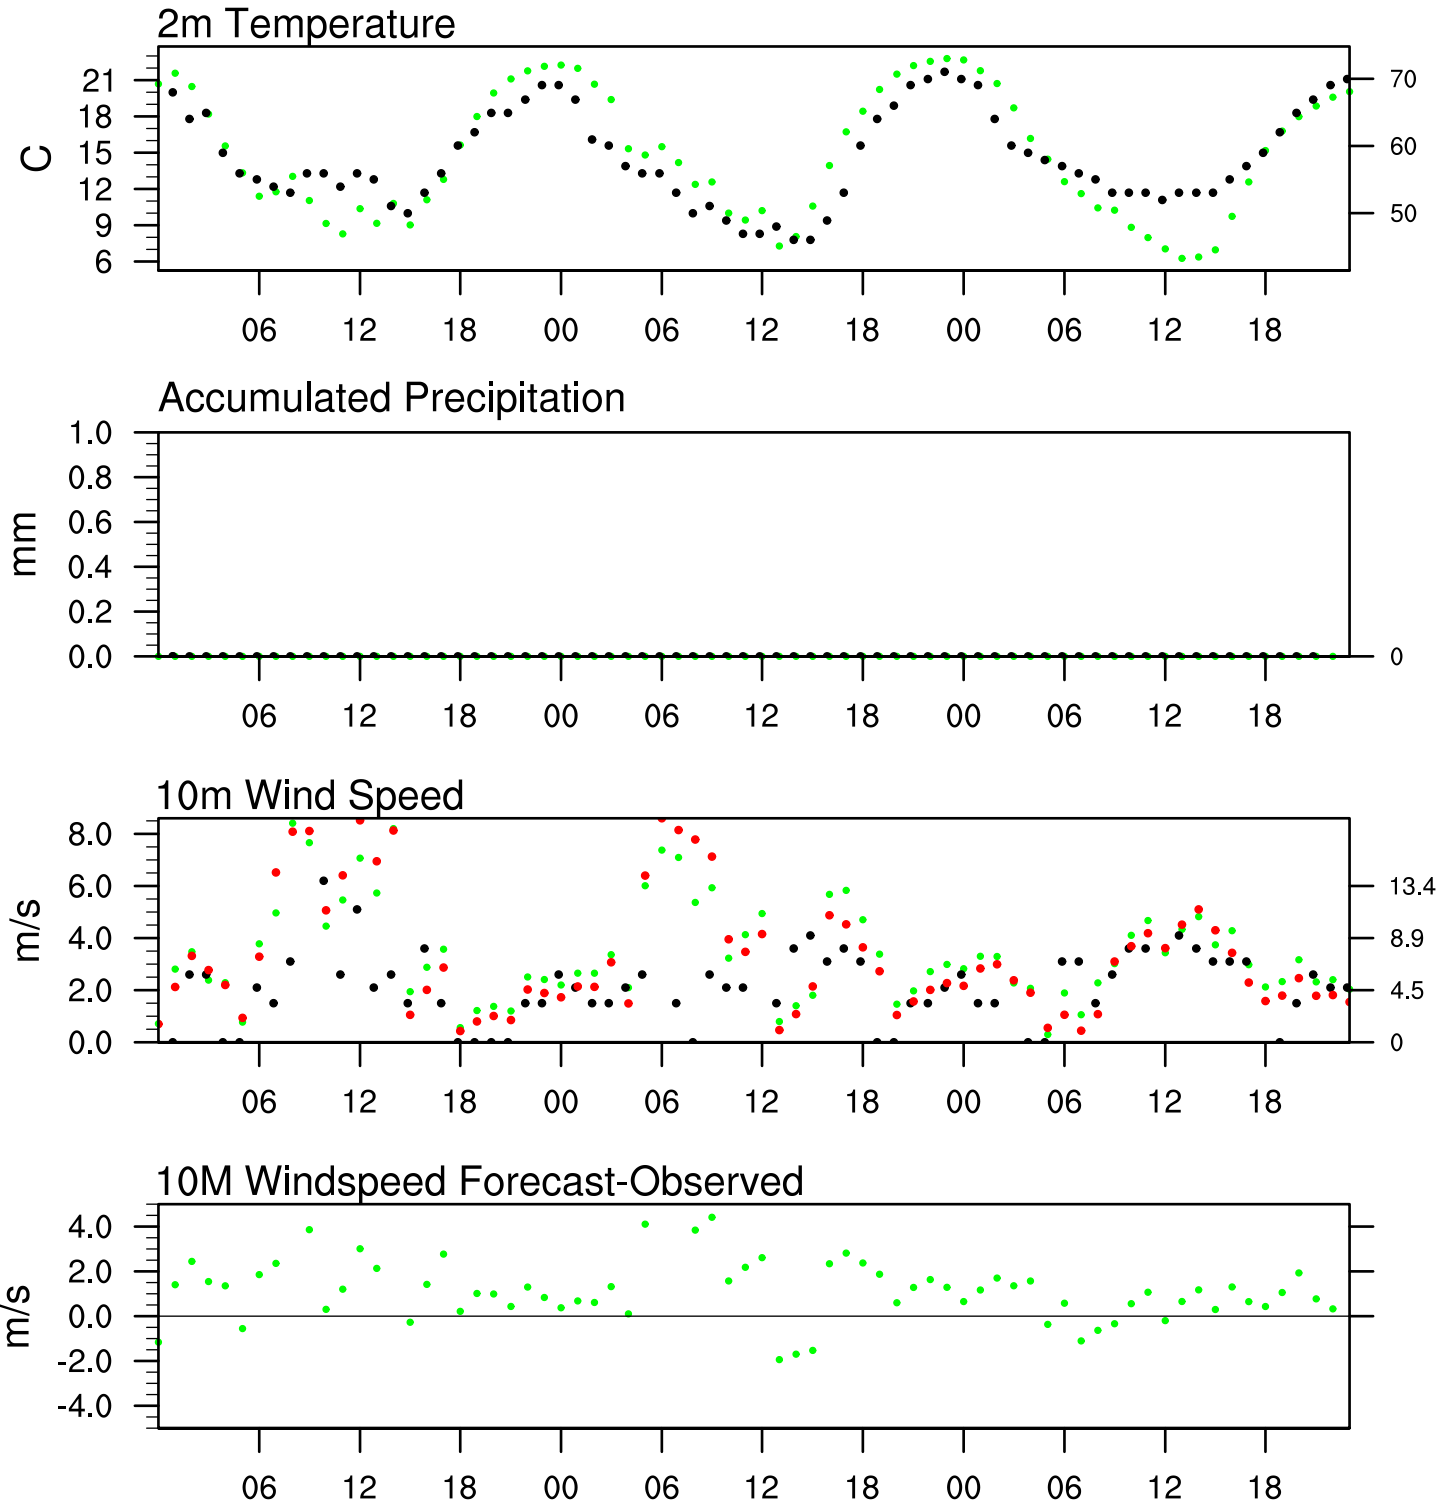 2m Temperature
21
18
15
12
9
6
C
70
60
50
06 12 18 00 06 12 18 00 06 12 18
Accumulated Precipitation
1.0
0.8
0.6
0.4
0.2
0.0
mm
0
06 12 18 00 06 12 18 00 06 12 18
10m Wind Speed
8.0
6.0
4.0
2.0
0.0
m/s
13.4
8.9
4.5
0
06 12 18 00 06 12 18 00 06 12 18
10M Windspeed Forecast-Observed
4.0
2.0
0.0
-2.0
-4.0
m/s
06 12 18 00 06 12 18 00 06 12 18